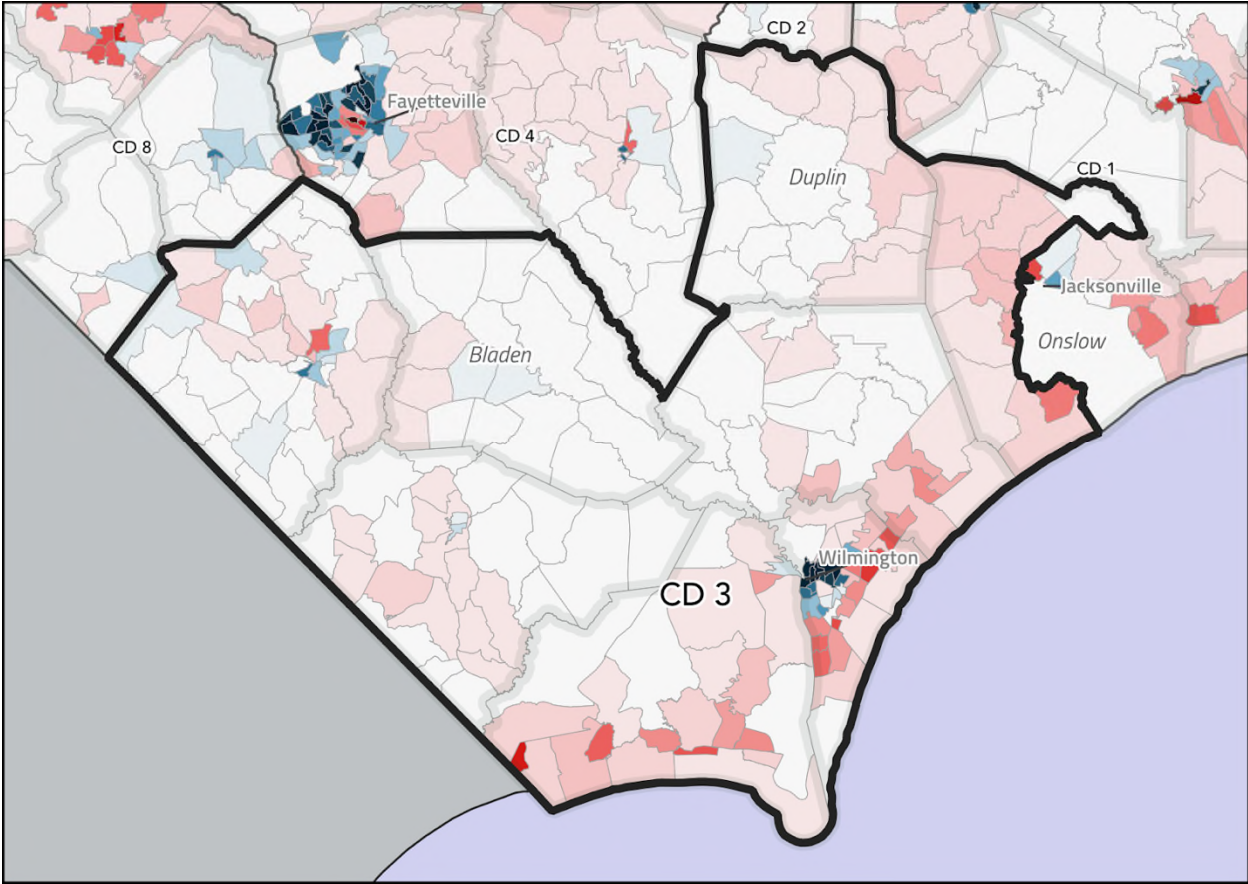 CD 2
Fayetteville
CD 4
CD 8
CD 1
Duplin
Jacksonville
Onslow
Bladen
Wilmington
CD 3